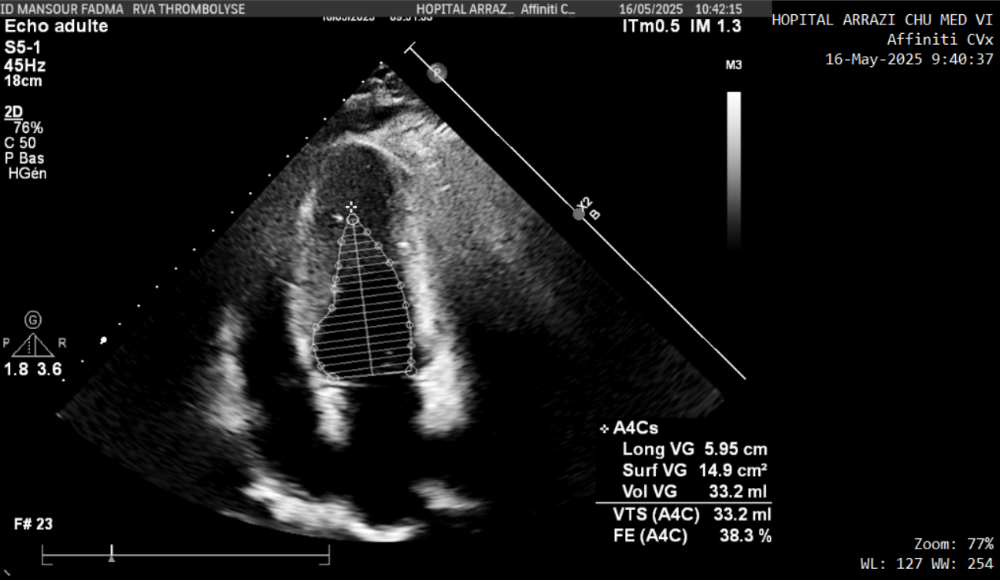 ID MANSOUR FADMA RVA THROMBOLYSE HOPITAL ARRAZ... Affiniti C... 16/05/2025 10:42:15
Echo adulte
ITm0.5 IM 1.3
HOPITAL ARRAZI CHU MED VI
Affiniti CVx
16-May-2025 9:40:37
S5-1
45Hz
18cm
M3
2D
76%
C 50
P Bas
HGén
P
X2
B
G
P R
1.8 3.6
A4Cs
Long VG 5.95 cm
Surf VG 14.9 cm²
Vol VG 33.2 ml
VTS (A4C) 33.2 ml
FE (A4C) 38.3 %
F# 23
Zoom: 77%
WL: 127 WW: 254